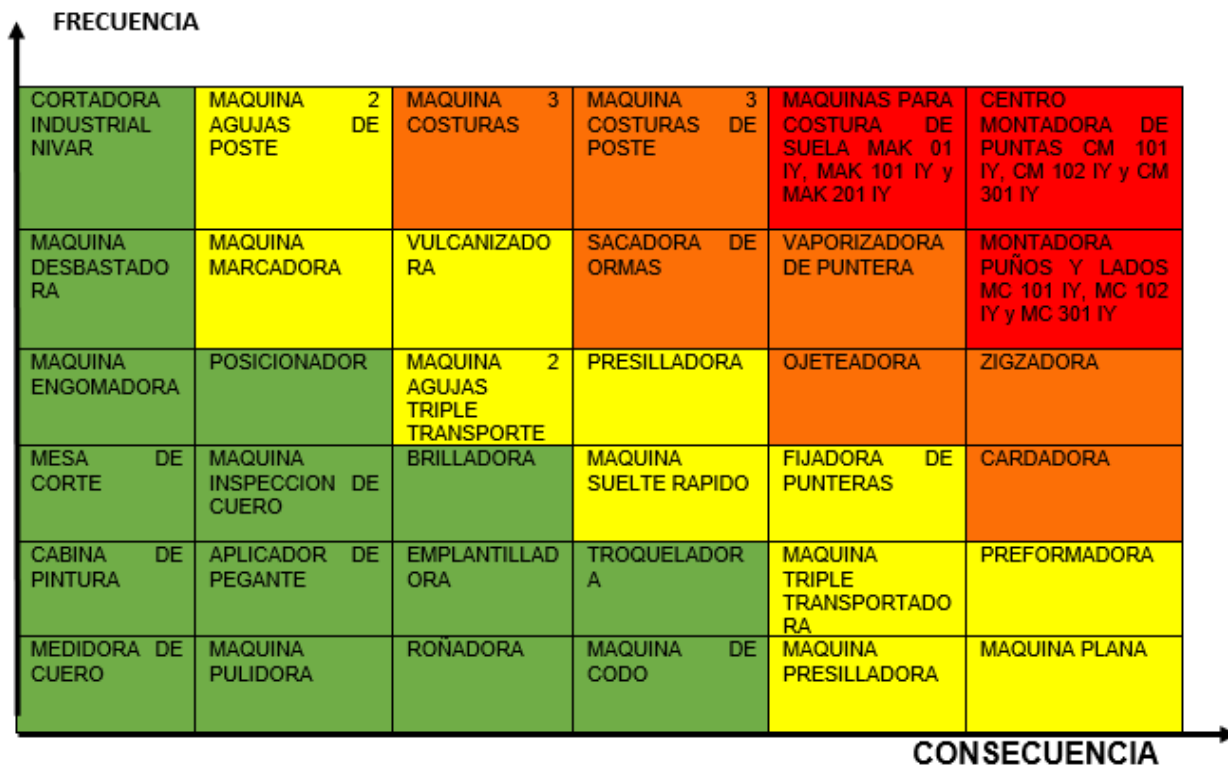 FRECUENCIA
CORTADORA
INDUSTRIAL
NIVAR
MAQUINA 2
AGUJAS DE
POSTE
MAQUINA 3
COSTURAS
MAQUINA 3
COSTURAS DE
POSTE
MAQUINAS PARA
COSTURA DE
SUELA MAK 01
IY, MAK 101 IY y
MAK 201 IY
CENTRO
MONTADORA DE
PUNTAS CM 101
IY, CM 102 IY y CM
301 IY
MAQUINA
DESBASTADO
RA
MAQUINA
MARCADORA
VULCANIZADO
RA
SACADORA DE
ORMAS
VAPORIZADORA
DE PUNTERA
MONTADORA
PUÑOS Y LADOS
MC 101 IY, MC 102
IY y MC 301 IY
MAQUINA
ENGOMADORA
POSICIONADOR
MAQUINA 2
AGUJAS
TRIPLE
TRANSPORTE
PRESILLADORA
OJETEADORA
ZIGZADORA
MESA DE
CORTE
MAQUINA
INSPECCION DE
CUERO
BRILLADORA
MAQUINA
SUELTE RAPIDO
FIJADORA DE
PUNTERAS
CARDADORA
CABINA DE
PINTURA
APLICADOR DE
PEGANTE
EMPLANTILLAD
ORA
TROQUELADOR
A
MAQUINA
TRIPLE
TRANSPORTADO
RA
PREFORMADORA
MEDIDORA DE
CUERO
MAQUINA
PULIDORA
ROÑADORA
MAQUINA DE
CODO
MAQUINA
PRESILLADORA
MAQUINA PLANA
CONSECUENCIA